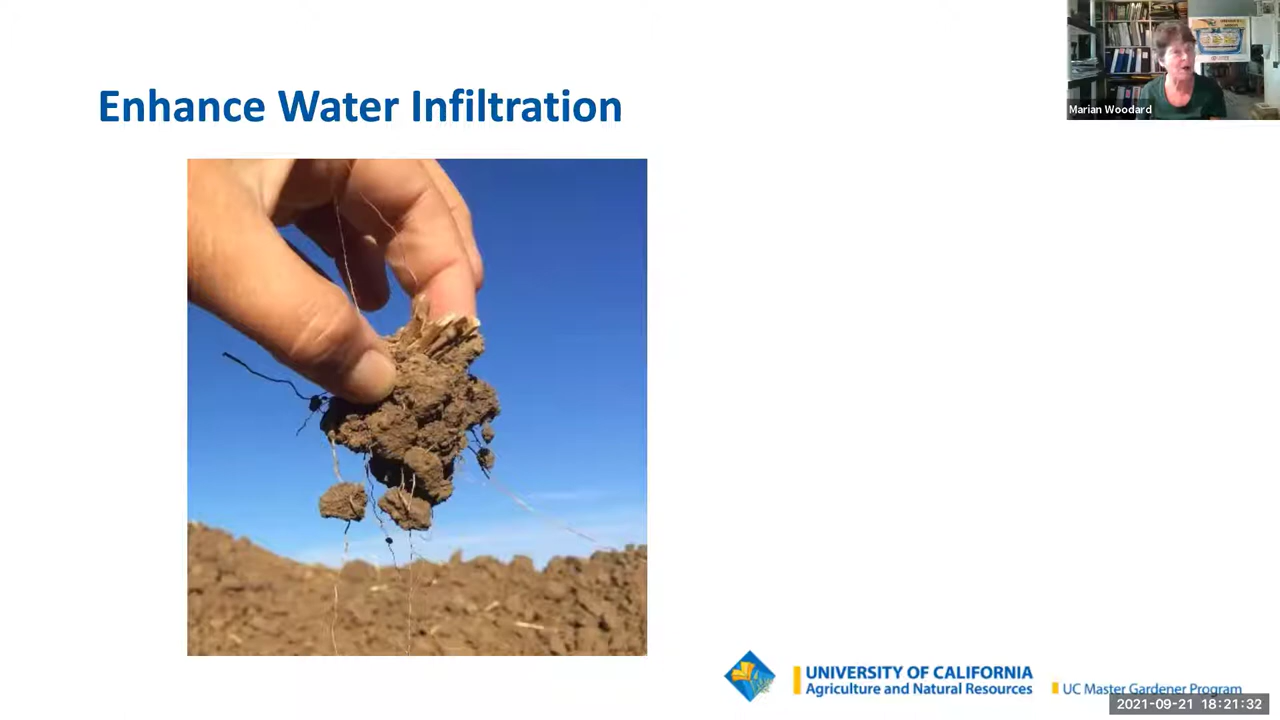 Enhance Water Infiltration
Marian Woodard
UNIVERSITY OF CALIFORNIA
Agriculture and Natural Resources
UC Master Gardener Program
2021-09-21 18:21:32